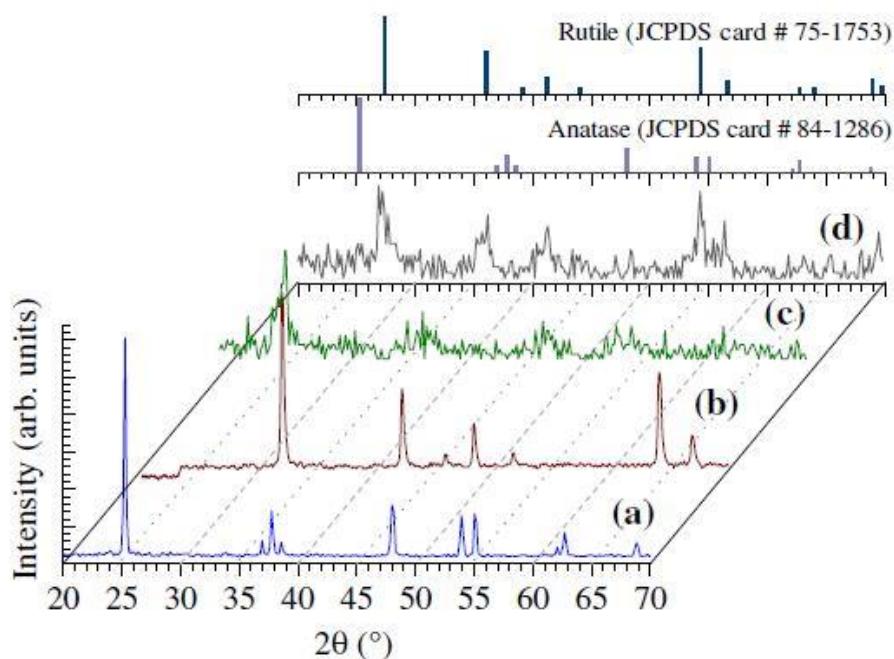 Rutile (JCPDS card # 75-1753)
Anatase (JCPDS card # 84-1286)
(d)
(c)
(b)
(a)
Intensity (arb. units)
20 25 30 35 40 45 50 55 60 65 70
2θ (°)